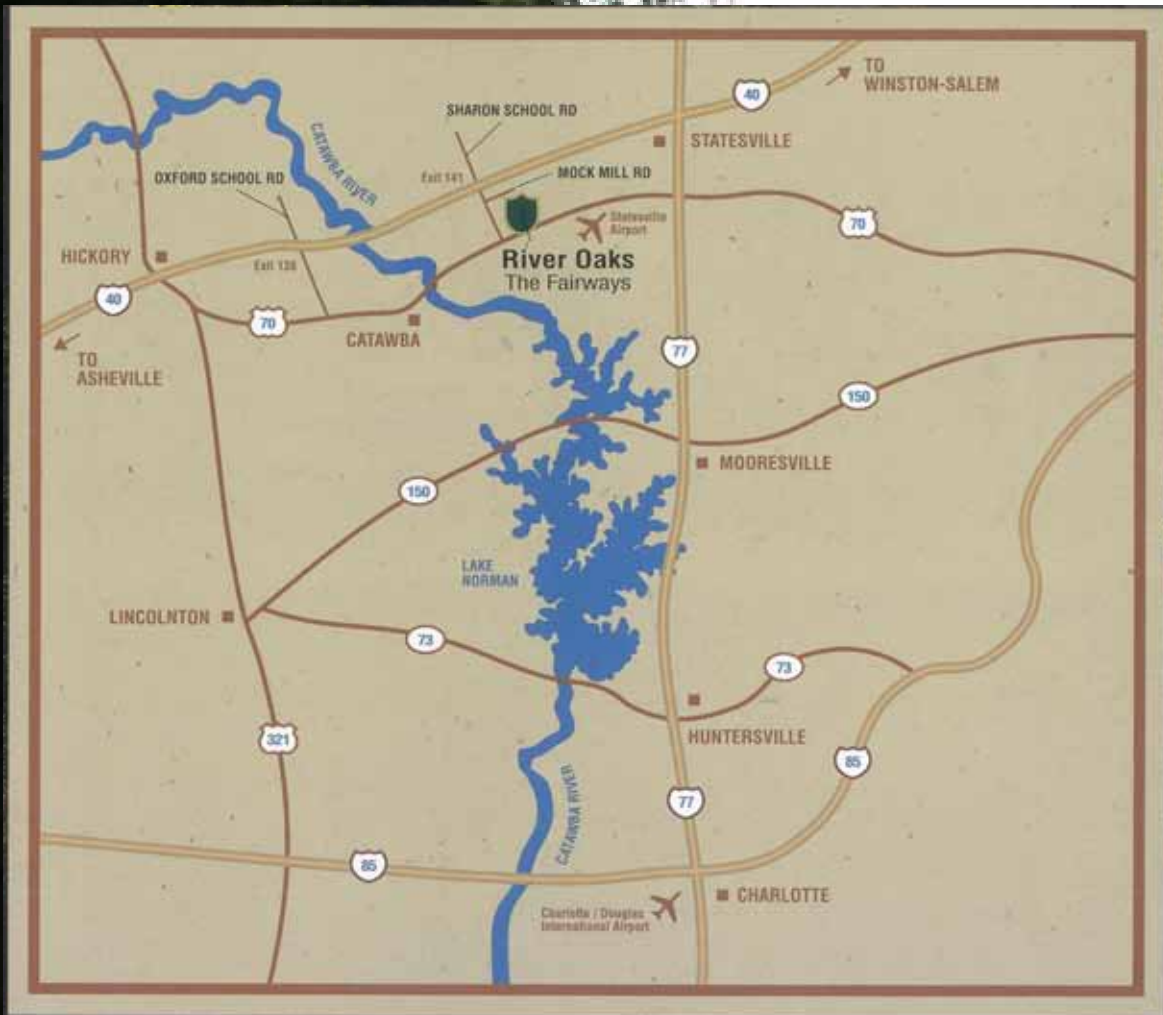 TO
WINSTON-SALEM
40
SHARON SCHOOL RD
STATESVILLE
CATAWBA RIVER
Exit 141
MOCK MILL RD
OXFORD SCHOOL RD
Statesville
Airport
70
HICKORY
River Oaks
The Fairways
Exit 138
40
70
CATAWBA
77
TO
ASHEVILLE
150
MOORESVILLE
150
LAKE
NORMAN
LINCOLNTON
73
73
321
HUNTERSVILLE
85
77
CATAWBA RIVER
85
CHARLOTTE
Charlotte / Douglas
International Airport